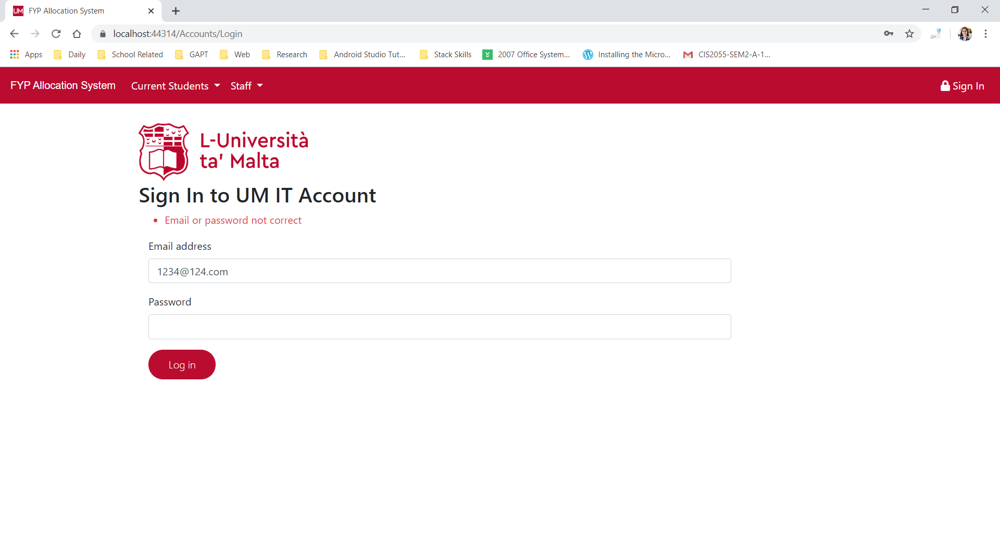 UM FYP Allocation System
localhost:44314/Accounts/Login
Apps Daily School Related GAPT Web Research Android Studio Tut... Stack Skills 2007 Office System... Installing the Micro... CIS2055-SEM2-A-1...
FYP Allocation System Current Students Staff Sign In
L-Università
ta' Malta
Sign In to UM IT Account
Email or password not correct
Email address
1234@124.com
Password
Log in